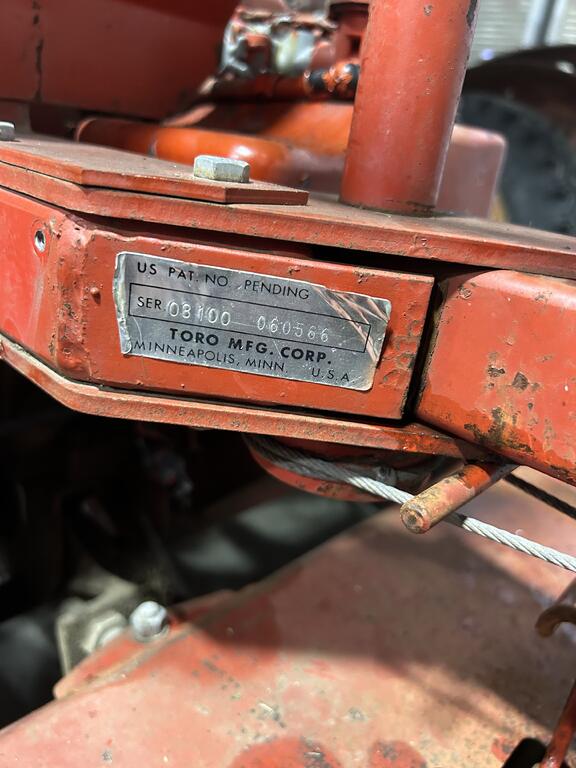 US PAT. NO. PENDING
SER. 08100 060566
TORO MFG. CORP.
MINNEAPOLIS, MINN. U.S.A.